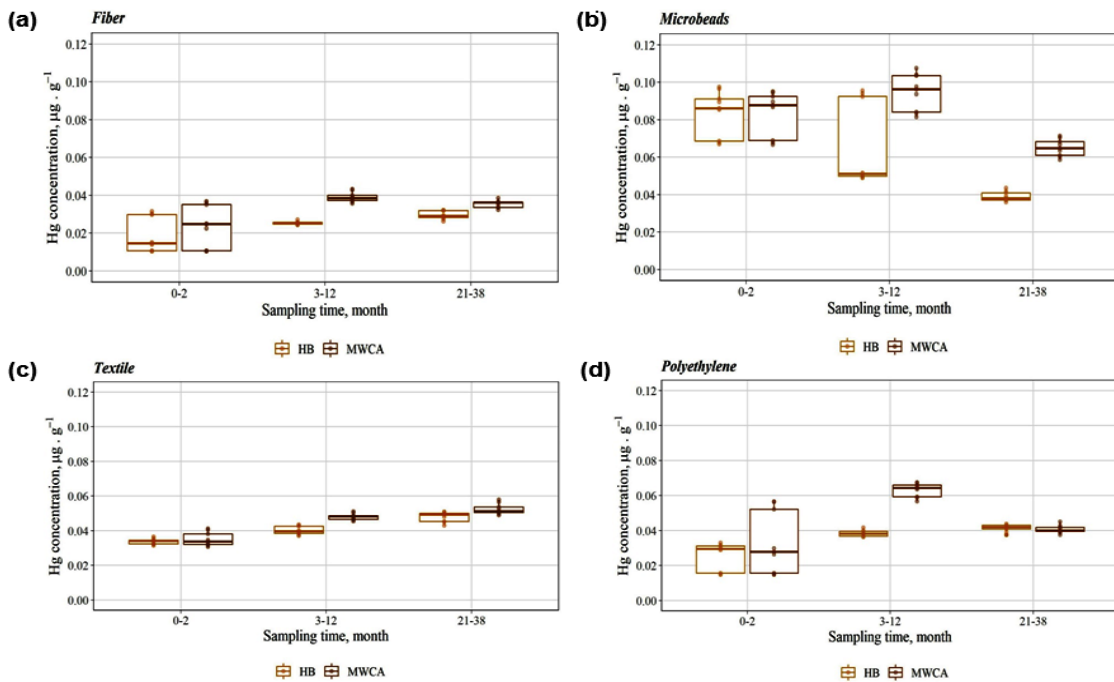 (a)
Fiber
Hg concentration, µg . g⁻¹
0.12
0.10
0.08
0.06
0.04
0.02
0.00
0-2 3-12 21-38
Sampling time, month
HB MWCA
(b)
Microbeads
Hg concentration, µg . g⁻¹
0.12
0.10
0.08
0.06
0.04
0.02
0.00
0-2 3-12 21-38
Sampling time, month
HB MWCA
(c)
Textile
Hg concentration, µg . g⁻¹
0.12
0.10
0.08
0.06
0.04
0.02
0.00
0-2 3-12 21-38
Sampling time, month
HB MWCA
(d)
Polyethylene
Hg concentration, µg . g⁻¹
0.12
0.10
0.08
0.06
0.04
0.02
0.00
0-2 3-12 21-38
Sampling time, month
HB MWCA